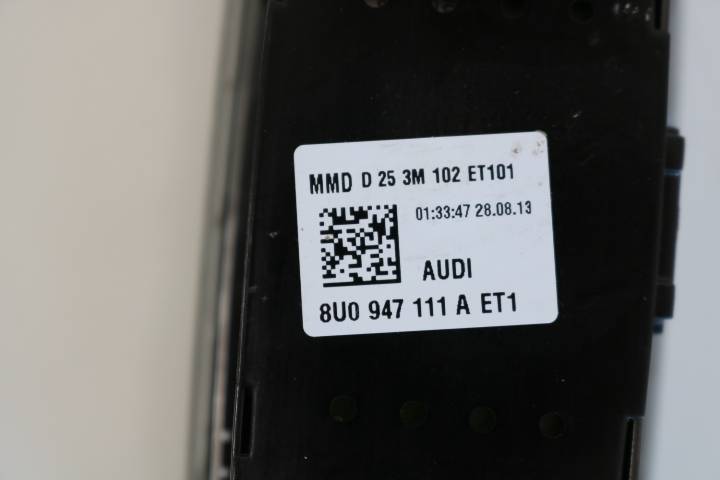 MMD D 25 3M 102 ET101
01:33:47 28.08.13
AUDI
8U0 947 111 A ET1